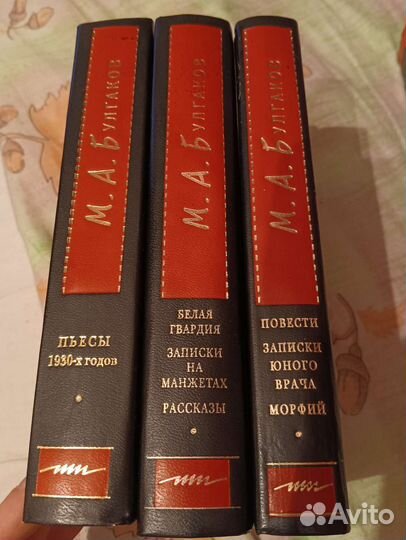 М. А. Булгаков
ПЬЕСЫ
1930-х годов
М. А. Булгаков
БЕЛАЯ
ГВАРДИЯ
ЗАПИСКИ
НА
МАНЖЕТАХ
РАССКАЗЫ
М. А. Булгаков
ПОВЕСТИ
ЗАПИСКИ
ЮНОГО
ВРАЧА
МОРФИЙ
Avito